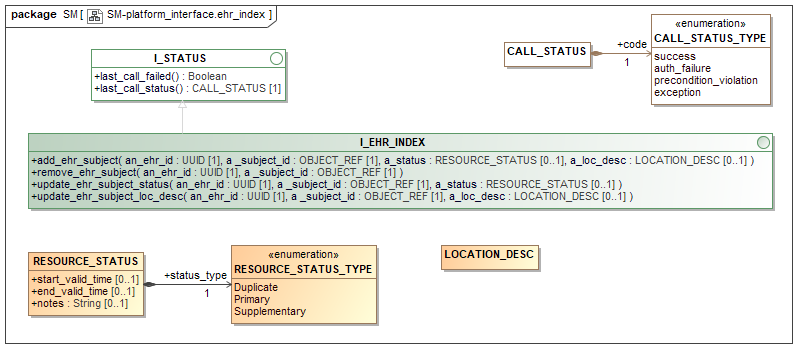 package SM [ SM-platform_interface.ehr_index ]
I_STATUS
+last_call_failed() : Boolean
+last_call_status() : CALL_STATUS [1]
CALL_STATUS
+code
1
«enumeration»
CALL_STATUS_TYPE
success
auth_failure
precondition_violation
exception
I_EHR_INDEX
+add_ehr_subject( an_ehr_id : UUID [1], a _subject_id : OBJECT_REF [1], a_status : RESOURCE_STATUS [0..1], a_loc_desc : LOCATION_DESC [0..1] )
+remove_ehr_subject( an_ehr_id : UUID [1], a _subject_id : OBJECT_REF [1] )
+update_ehr_subject_status( an_ehr_id : UUID [1], a _subject_id : OBJECT_REF [1], a_status : RESOURCE_STATUS [0..1] )
+update_ehr_subject_loc_desc( an_ehr_id : UUID [1], a _subject_id : OBJECT_REF [1], a_loc_desc : LOCATION_DESC [0..1] )
RESOURCE_STATUS
+start_valid_time [0..1]
+end_valid_time [0..1]
+notes : String [0..1]
+status_type
1
«enumeration»
RESOURCE_STATUS_TYPE
Duplicate
Primary
Supplementary
LOCATION_DESC